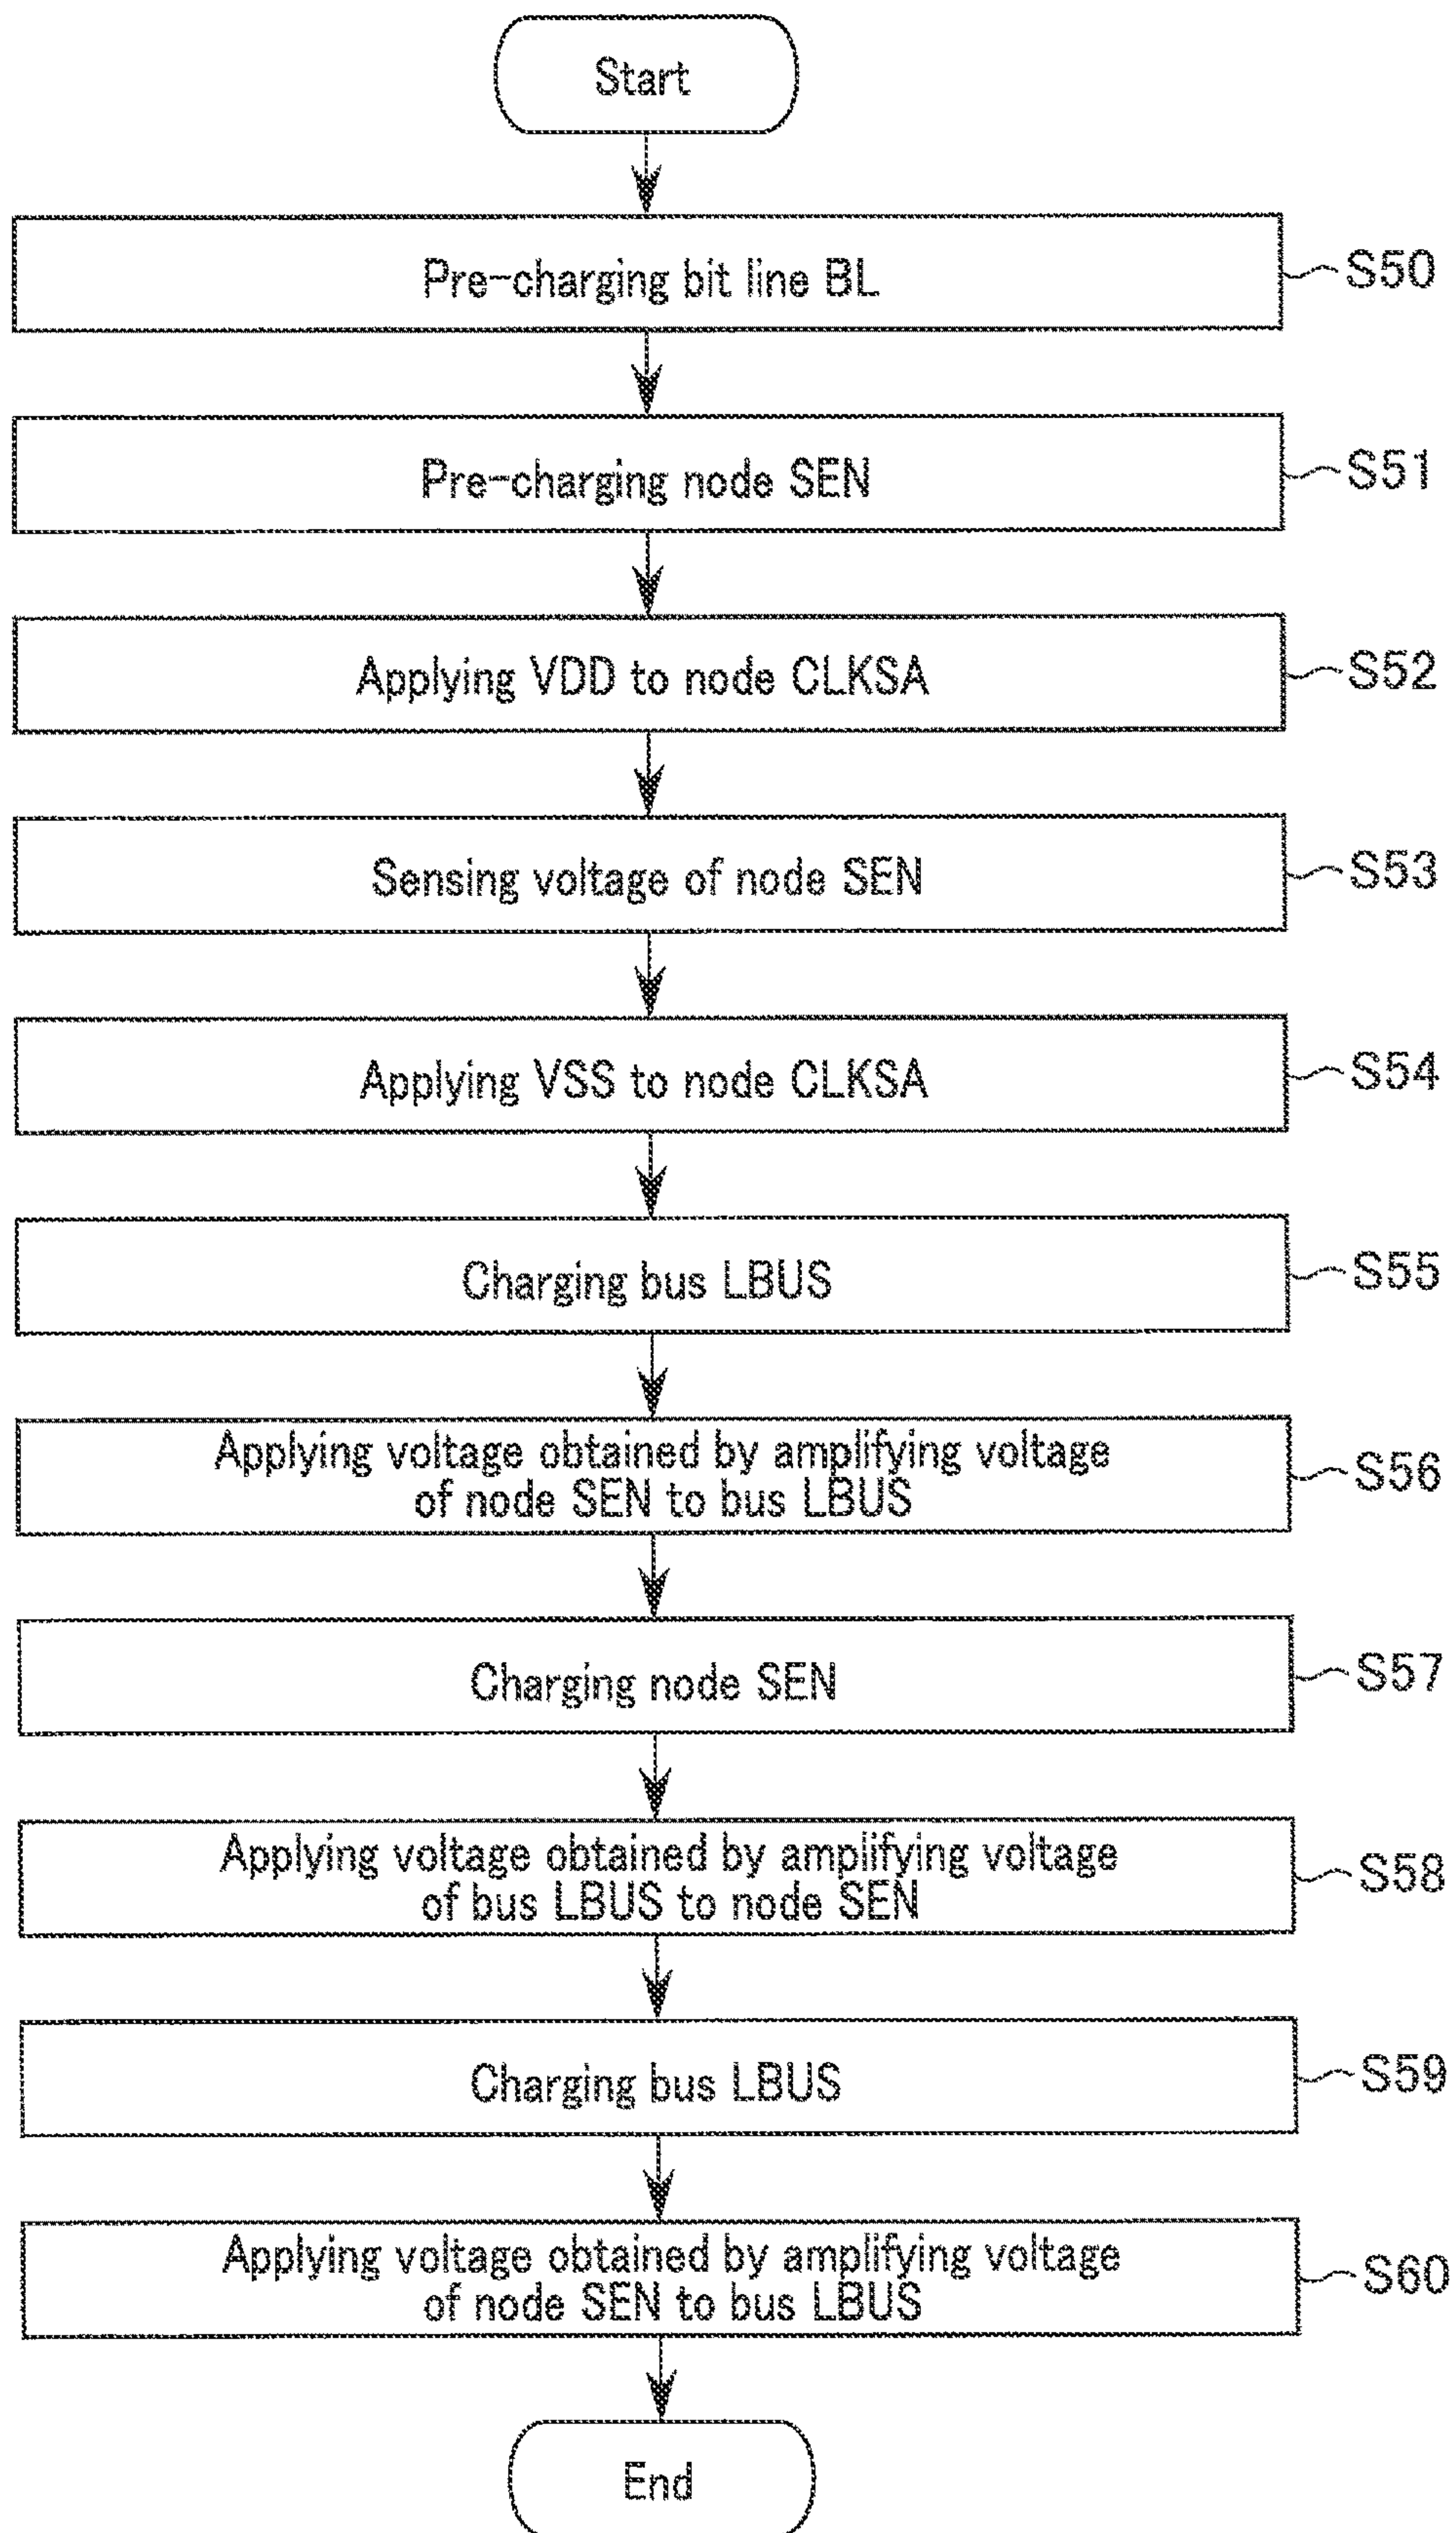 Start
Pre-charging bit line BL
S50
Pre-charging node SEN
S51
Applying VDD to node CLKSA
S52
Sensing voltage of node SEN
S53
Applying VSS to node CLKSA
S54
Charging bus LBUS
S55
Applying voltage obtained by amplifying voltage
of node SEN to bus LBUS
S56
Charging node SEN
S57
Applying voltage obtained by amplifying voltage
of bus LBUS to node SEN
S58
Charging bus LBUS
S59
Applying voltage obtained by amplifying voltage
of node SEN to bus LBUS
S60
End